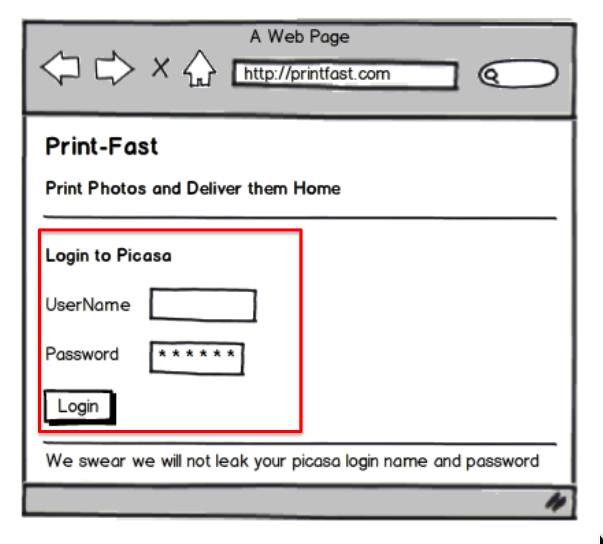 A Web Page
X
http://printfast.com
Print-Fast
Print Photos and Deliver them Home
Login to Picasa
UserName
Password ******
Login
We swear we will not leak your picasa login name and password